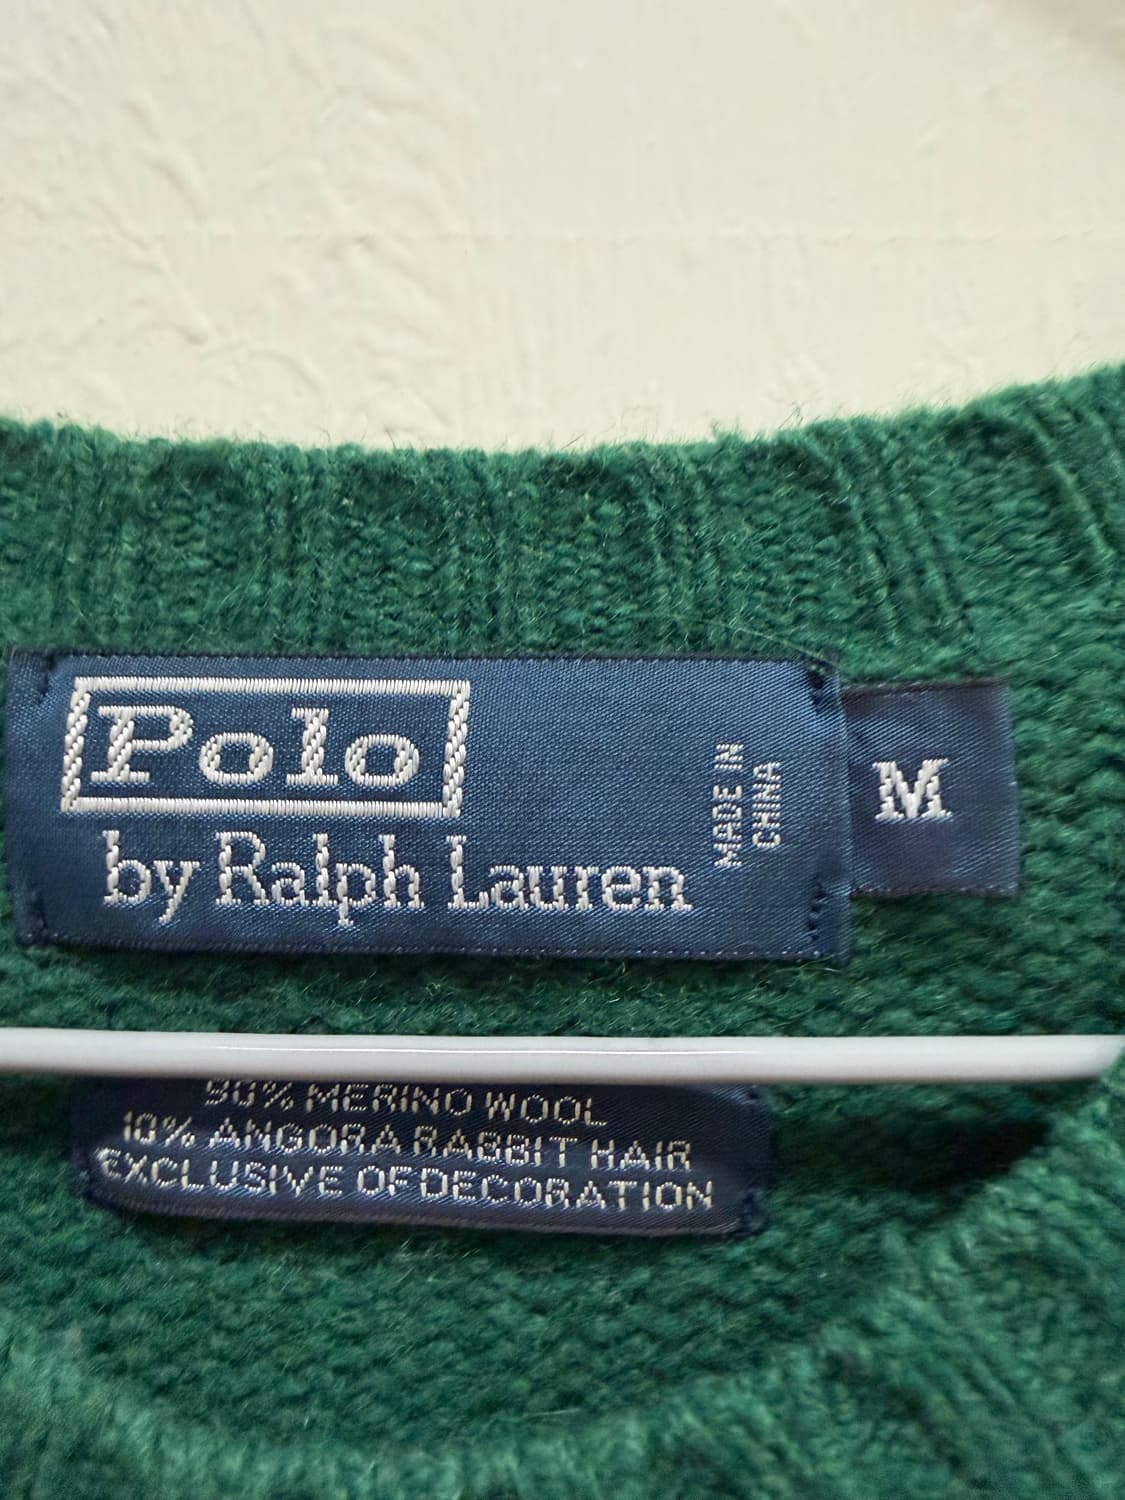 Polo
by Ralph Lauren
MADE IN
CHINA
M
90% MERINO WOOL
10% ANGORA RABBIT HAIR
EXCLUSIVE OF DECORATION